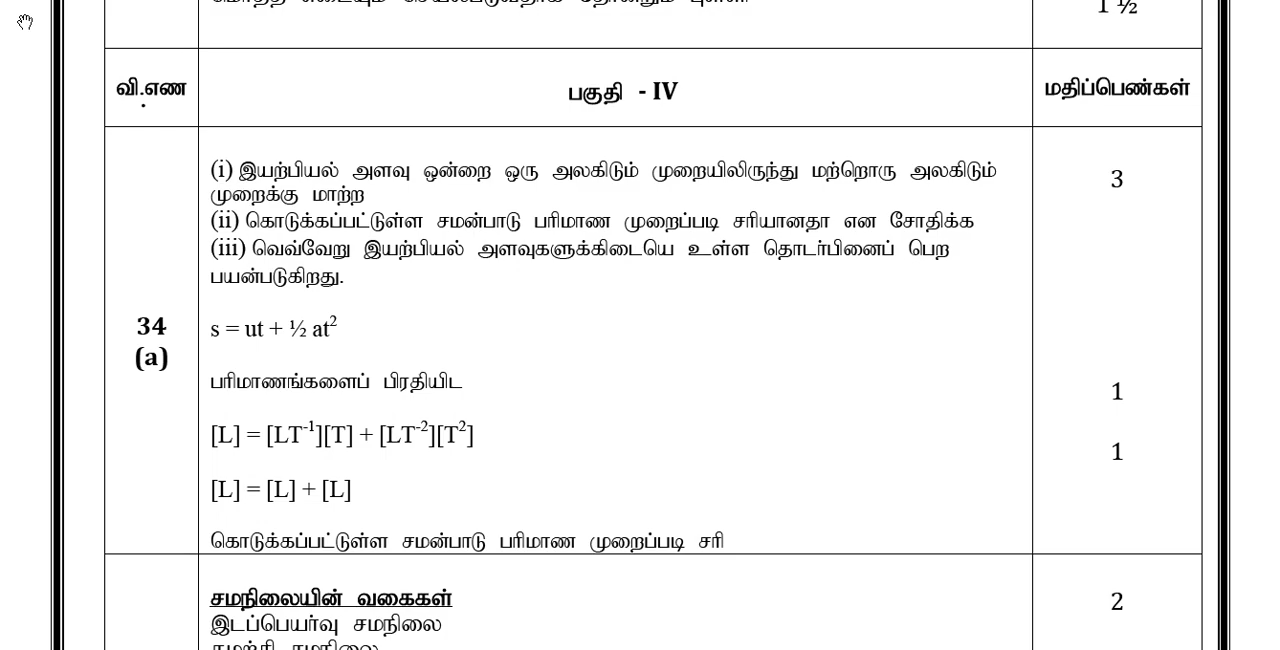 1 ½
வி.எண்
பகுதி - IV
மதிப்பெண்கள்
(i) இயற்பியல் அளவு ஒன்றை ஒரு அலகிடும் முறையிலிருந்து மற்றொரு அலகிடும்
முறைக்கு மாற்ற
3
(ii) கொடுக்கப்பட்டுள்ள சமன்பாடு பரிமாண முறைப்படி சரியானதா என சோதிக்க
(iii) வெவ்வேறு இயற்பியல் அளவுகளுக்கிடையே உள்ள தொடர்பினைப் பெற
பயன்படுகிறது.
34
(a)
s = ut + ½ at²
பரிமாணங்களைப் பிரதியிட
1
[L] = [LT⁻¹][T] + [LT⁻²][T²]
1
[L] = [L] + [L]
கொடுக்கப்பட்டுள்ள சமன்பாடு பரிமாண முறைப்படி சரி
சமநிலையின் வகைகள்
2
இடப்பெயர்வு சமநிலை